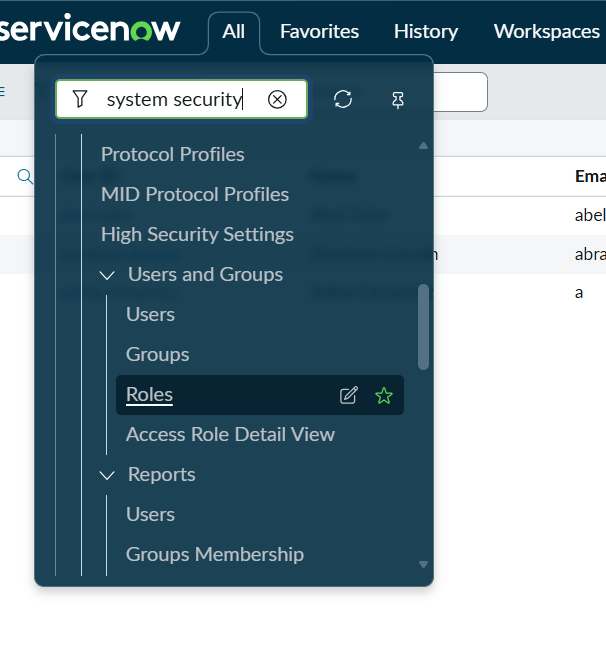 servicenow All Favorites History Workspaces
system security
Protocol Profiles
MID Protocol Profiles
High Security Settings
Users and Groups
Users
Groups
Roles
Access Role Detail View
Reports
Users
Groups Membership
Ema
abel
abra
a